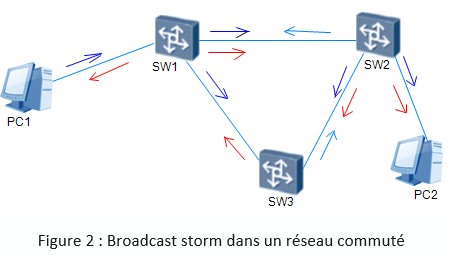 SW1
SW2
PC1
SW3
PC2
Figure 2 : Broadcast storm dans un réseau commuté